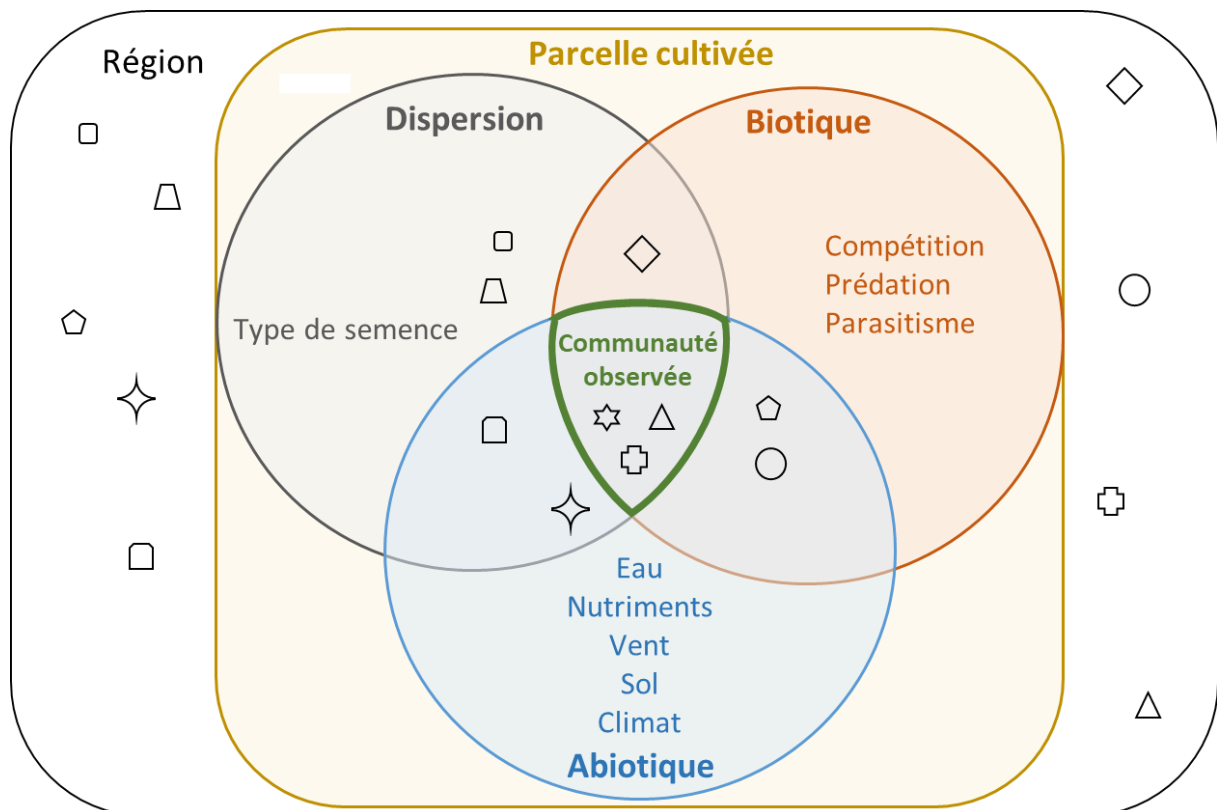 Région
Parcelle cultivée
Dispersion
Biotique
Compétition
Prédation
Parasitisme
Type de semence
Communauté
observée
Eau
Nutriments
Vent
Sol
Climat
Abiotique